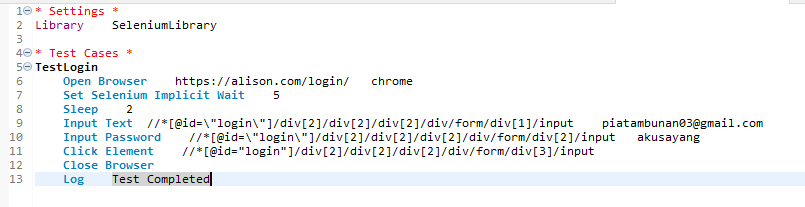 1 * Settings *
2 Library    SeleniumLibrary
3
4 * Test Cases *
5 TestLogin
6     Open Browser    https://alison.com/login/   chrome
7     Set Selenium Implicit Wait    5
8     Sleep    2
9     Input Text  //*[@id=\"login\"]/div[2]/div[2]/div[2]/div/form/div[1]/input    piatambunan03@gmail.com
10     Input Password    //*[@id=\"login\"]/div[2]/div[2]/div[2]/div/form/div[2]/input   akusayang
11     Click Element    //*[@id="login"]/div[2]/div[2]/div[2]/div/form/div[3]/input
12     Close Browser
13     Log    Test Completed